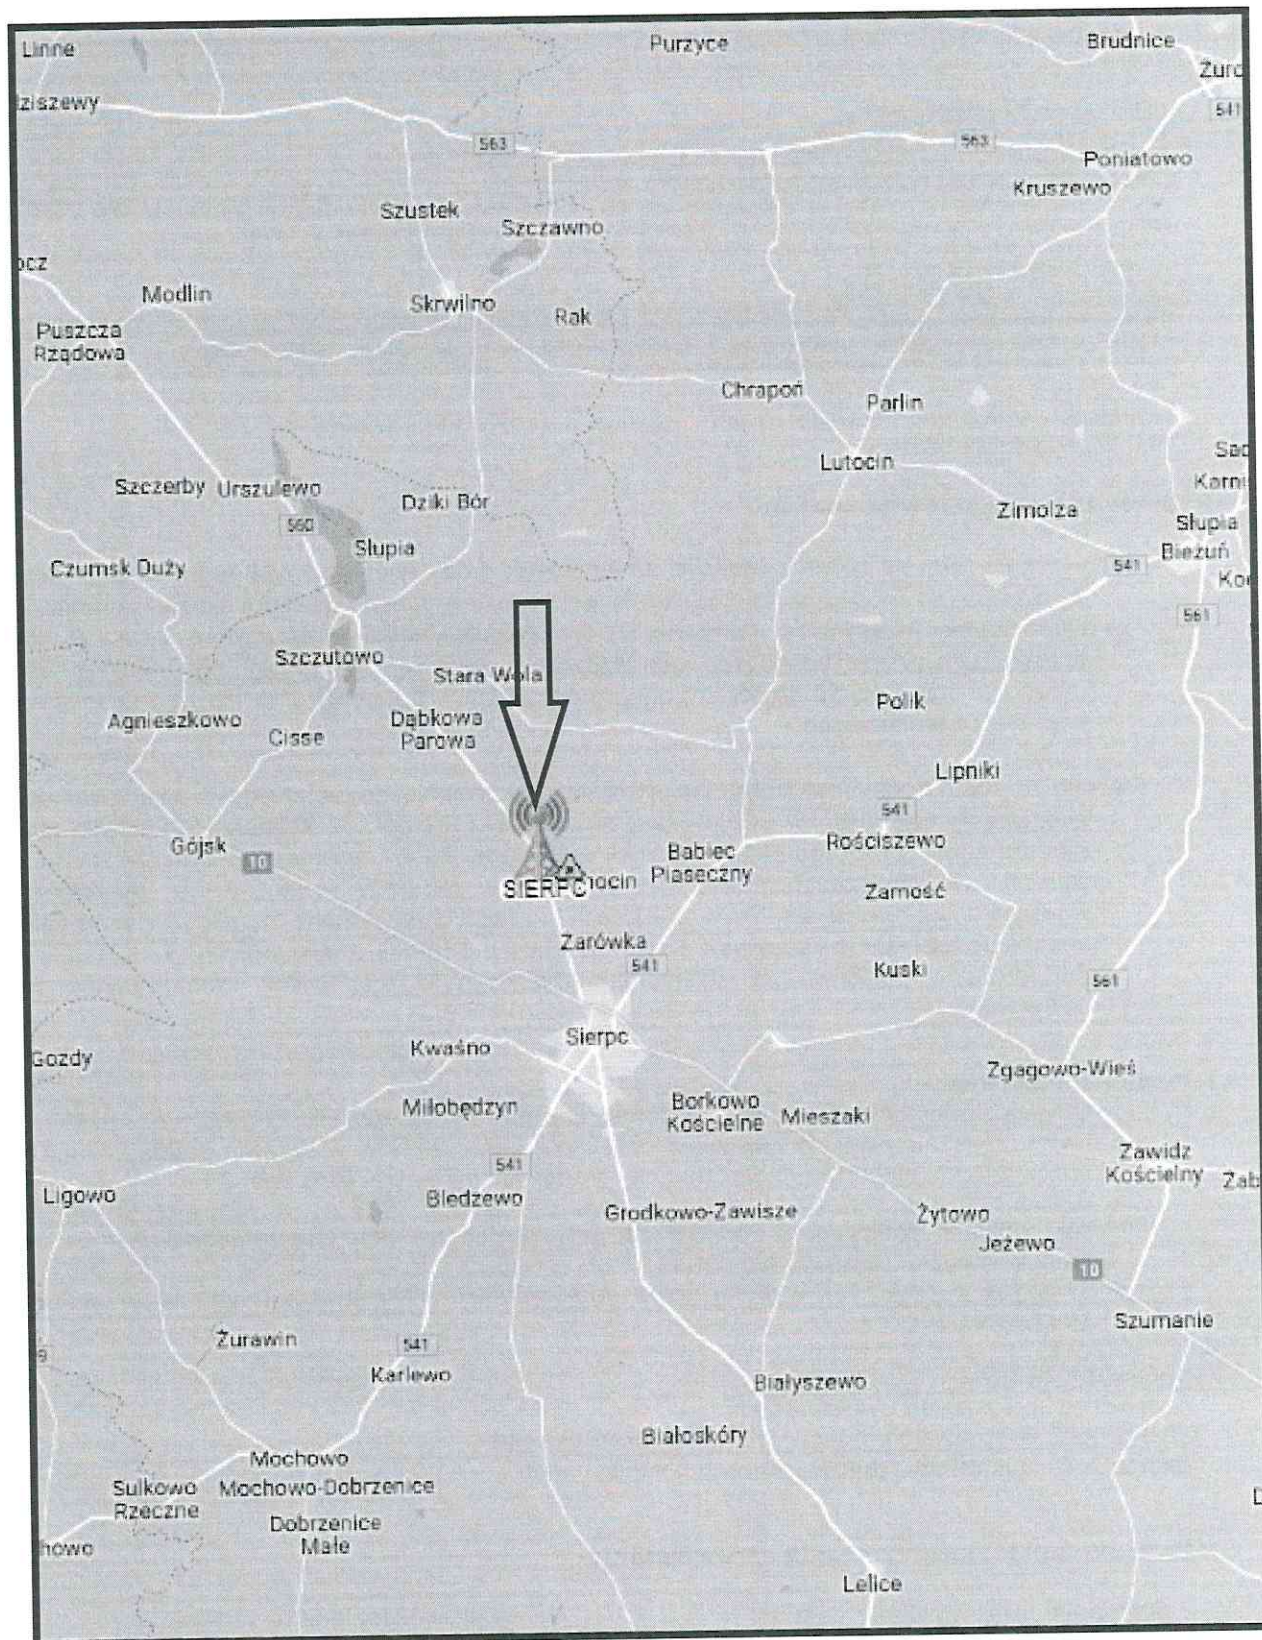 Linne
Purzyce
Brudnice
563
563
541
Poniatowo
Kruszewo
Szustek
Szczawno
Modlin
Skrwilno
Rak
Puszcza
Rządowa
Chrapoń
Parlin
Lutocin
Szczerby
Urszulewo
Dziki Bór
Zimolza
Słupia
560
Słupia
Bieżuń
541
Czumsk Duży
561
Szczutowo
Stara Wola
Polik
Agnieszkowo
Cisse
Dąbkowa
Parowa
Lipniki
541
Gójsk
10
Babiec
Piaseczny
Rościszewo
SIERPC
Zamość
Żarówka
541
Kuski
561
Sierpc
Kwaśno
Gozdy
Zgagowo-Wieś
Miłobędzyn
Borkowo
Kościelne
Mieszaki
541
Zawidz
Kościelny
Ligowo
Bledzewo
Grodkowo-Zawisze
Żytowo
Jeżewo
10
Szumanie
Żurawin
541
Karlewo
Białyszewo
Białoskóry
Mochowo
Sulkowo
Rzeczne
Mochowo-Dobrzenice
Dobrzenice
Małe
Lelice